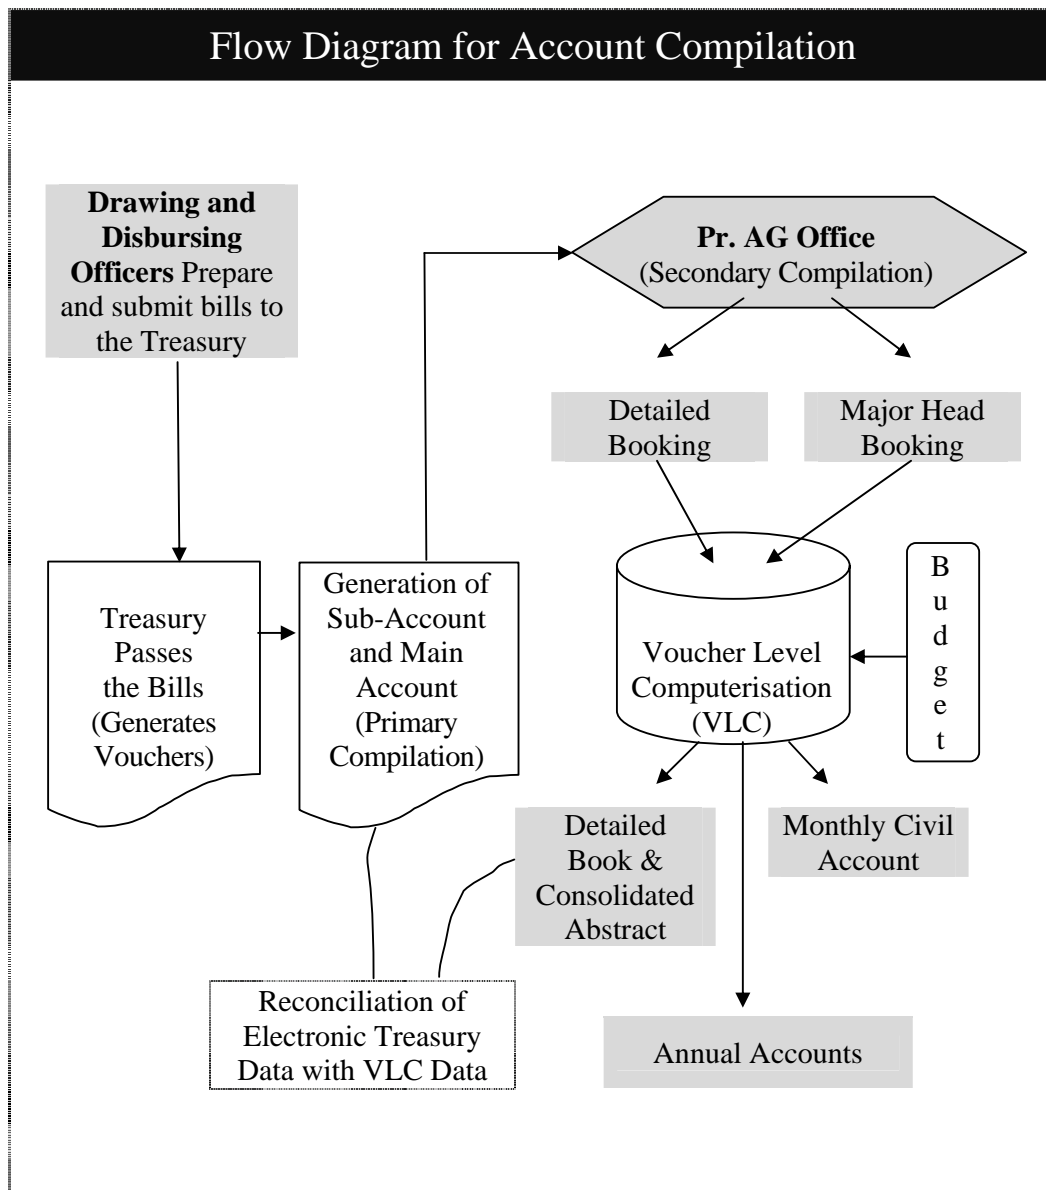 Flow Diagram for Account Compilation
Drawing and
Disbursing
Officers Prepare
and submit bills to
the Treasury
Pr. AG Office
(Secondary Compilation)
Detailed
Booking
Major Head
Booking
Treasury
Passes
the Bills
(Generates
Vouchers)
Generation of
Sub-Account
and Main
Account
(Primary
Compilation)
Voucher Level
Computerisation
(VLC)
B
u
d
g
e
t
Detailed
Book &
Consolidated
Abstract
Monthly Civil
Account
Reconciliation of
Electronic Treasury
Data with VLC Data
Annual Accounts